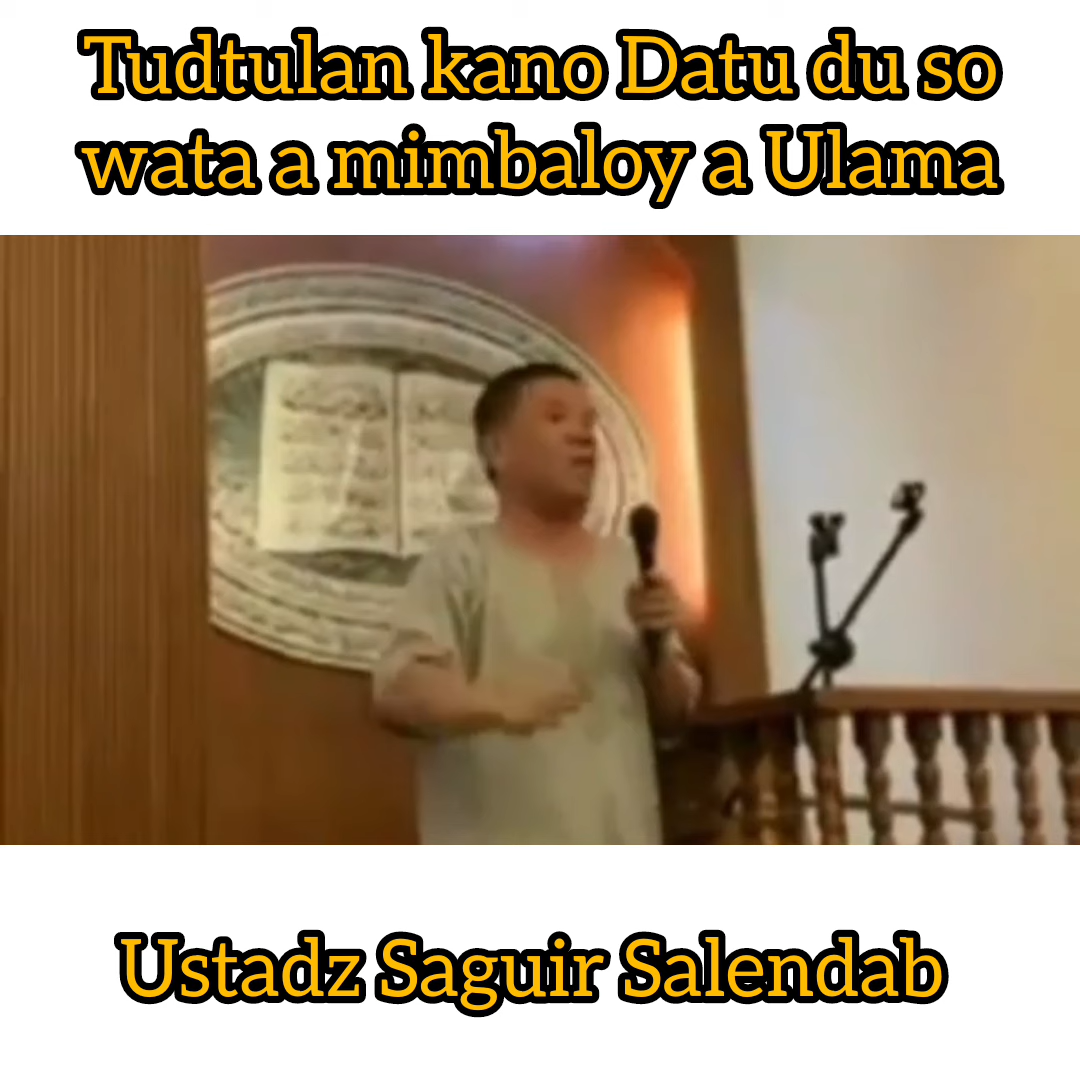 Tudtulan kano Datu du so
wata a mimbaloy a Ulama
Ustadz Saguir Salendab